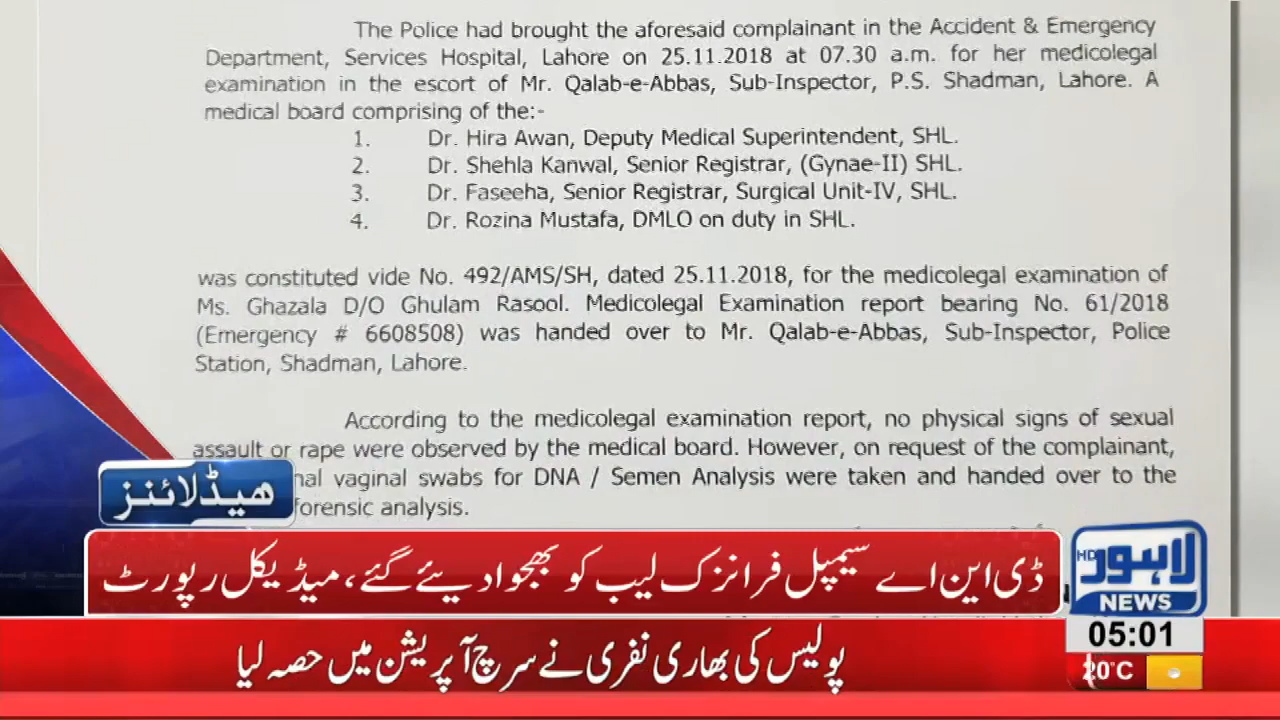 The Police had brought the aforesaid complainant in the Accident & Emergency
Department, Services Hospital, Lahore on 25.11.2018 at 07.30 a.m. for her medicolegal
examination in the escort of Mr. Qalab-e-Abbas, Sub-Inspector, P.S. Shadman, Lahore. A
medical board comprising of the:-
1. Dr. Hira Awan, Deputy Medical Superintendent, SHL.
2. Dr. Shehla Kanwal, Senior Registrar, (Gynae-II) SHL.
3. Dr. Faseeha, Senior Registrar, Surgical Unit-IV, SHL.
4. Dr. Rozina Mustafa, DMLO on duty in SHL.
was constituted vide No. 492/AMS/SH, dated 25.11.2018, for the medicolegal examination of
Ms. Ghazala D/O Ghulam Rasool. Medicolegal Examination report bearing No. 61/2018
(Emergency # 6608508) was handed over to Mr. Qalab-e-Abbas, Sub-Inspector, Police
Station, Shadman, Lahore.
According to the medicolegal examination report, no physical signs of sexual
assault or rape were observed by the medical board. However, on request of the complainant,
vaginal swabs for DNA / Semen Analysis were taken and handed over to the
forensic analysis.
ھیڈلائنز
ڈی این اے سیمپل فرانزک لیب کو بھجوا دیئے گئے، میڈیکل رپورٹ
لاہور HD
NEWS
05:01
پولیس کی بھاری نفری نے سرچ آپریشن میں حصہ لیا
20°C